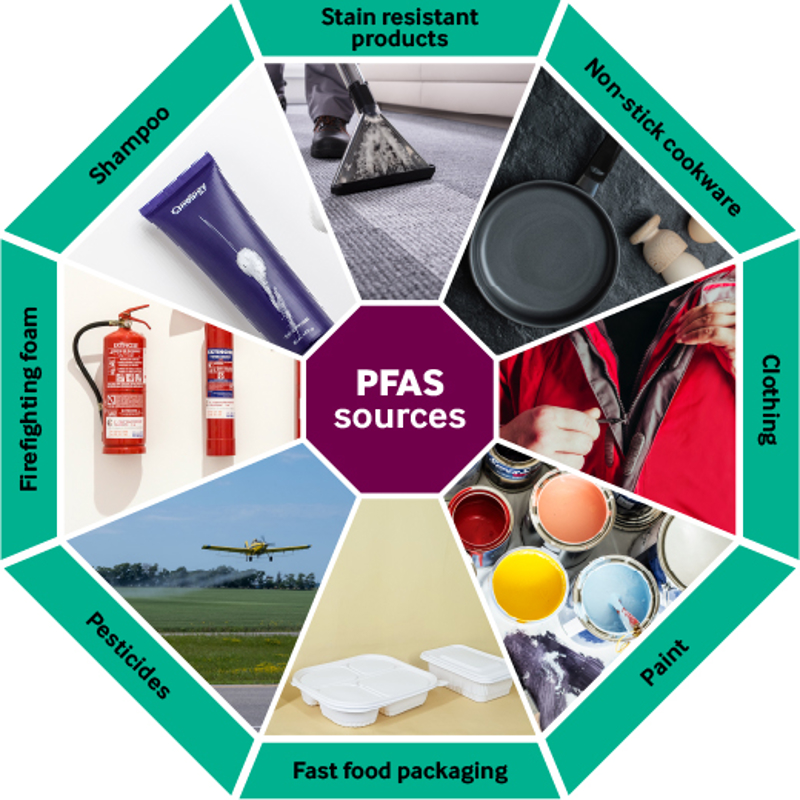 Stain resistant
products
Non-stick cookware
Clothing
Paint
Fast food packaging
Pesticides
Firefighting foam
Shampoo
PFAS
sources